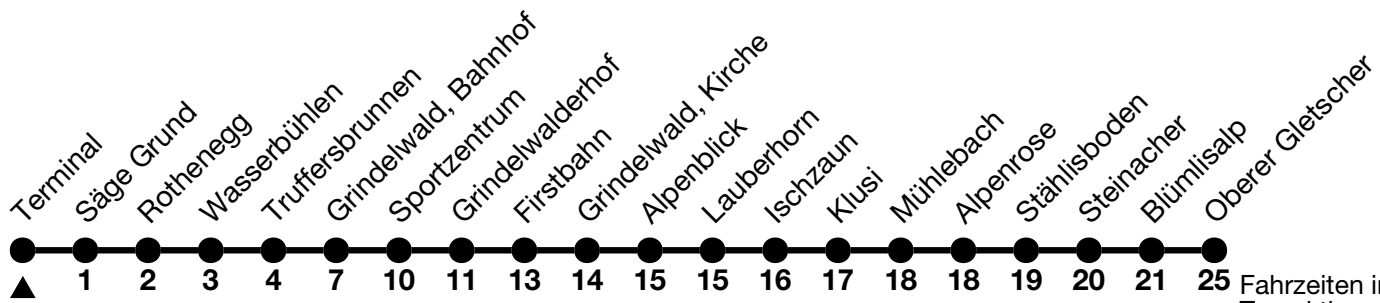 Terminal
Säge Grund
Rothenegg
Wasserbühlen
Truffersbrunnen
Grindelwald, Bahnhof
Sportzentrum
Grindelwalderhof
Firstbahn
Grindelwald, Kirche
Alpenblick
Lauberhorn
Ischzaun
Klusi
Mühlebach
Alpenrose
Stählisboden
Steinacher
Blümlisalp
Oberer Gletscher
1 2 3 4 7 10 11 13 14 15 15 16 17 18 18 19 20 21 25
Fahrzeiten